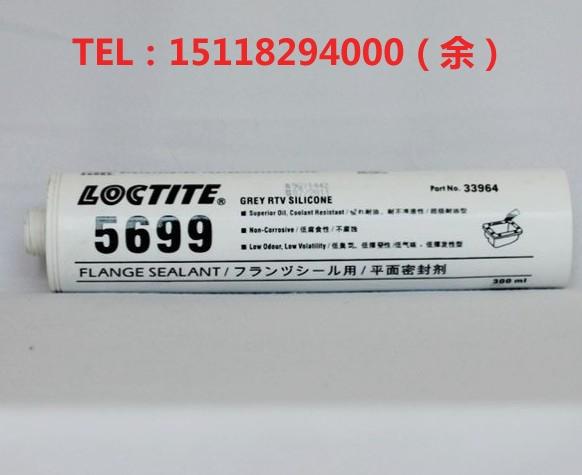 TEL：15118294000（余）
LOCTITE®
5699
GREY RTV SILICONE
Part No. 33964
■ Superior Oil, Coolant Resistant /
■ Non-Corrosive / 低腐食性 / 不腐蚀
■ Low Odour, Low Volatility /
FLANGE SEALANT / フランヅシール用 / 平面密封剂
300 ml